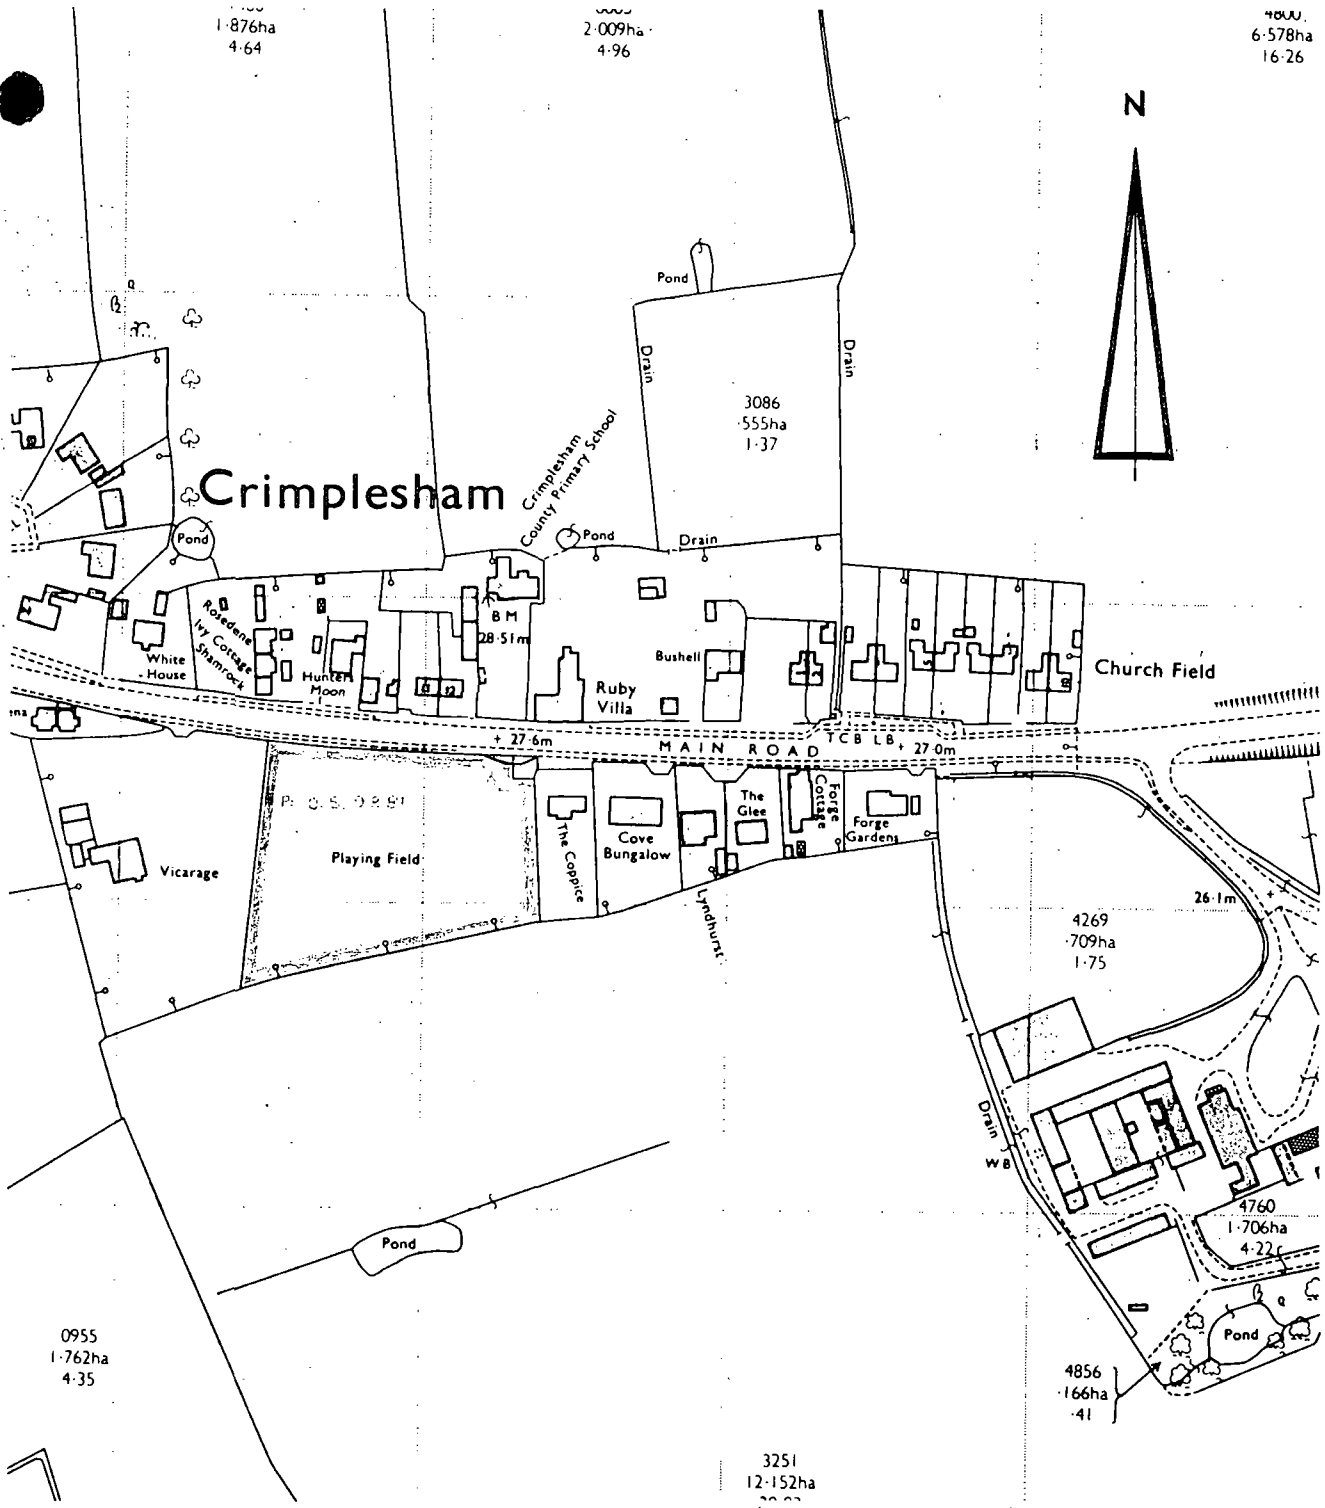 1·876ha
4·64
2·009ha
4·96
4800
6·578ha
16·26
N
Pond
Drain
Drain
3086
·555ha
1·37
Crimplesham
County Primary School
Crimplesham
Pond
Pond
Drain
B M
28·51m
Rosedene
Ivy Cottage
Shamrock
White
House
Hunters
Moon
Bushell
Ruby
Villa
Church Field
+ 27·6m
MAIN ROAD
TCB LB
+ 27·0m
Playing Field
Vicarage
The Coppice
Cove
Bungalow
Lyndhurst
The
Glee
Forge
Cottage
Forge
Gardens
26·1m
4269
·709ha
1·75
Drain
W B
4760
1·706ha
4·22
Pond
Pond
0955
1·762ha
4·35
4856
·166ha
·41
3251
12·152ha